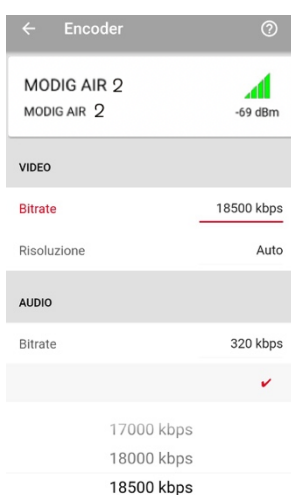 Encoder
MODIG AIR 2
MODIG AIR 2
-69 dBm
VIDEO
Bitrate 18500 kbps
Risoluzione Auto
AUDIO
Bitrate 320 kbps
17000 kbps
18000 kbps
18500 kbps